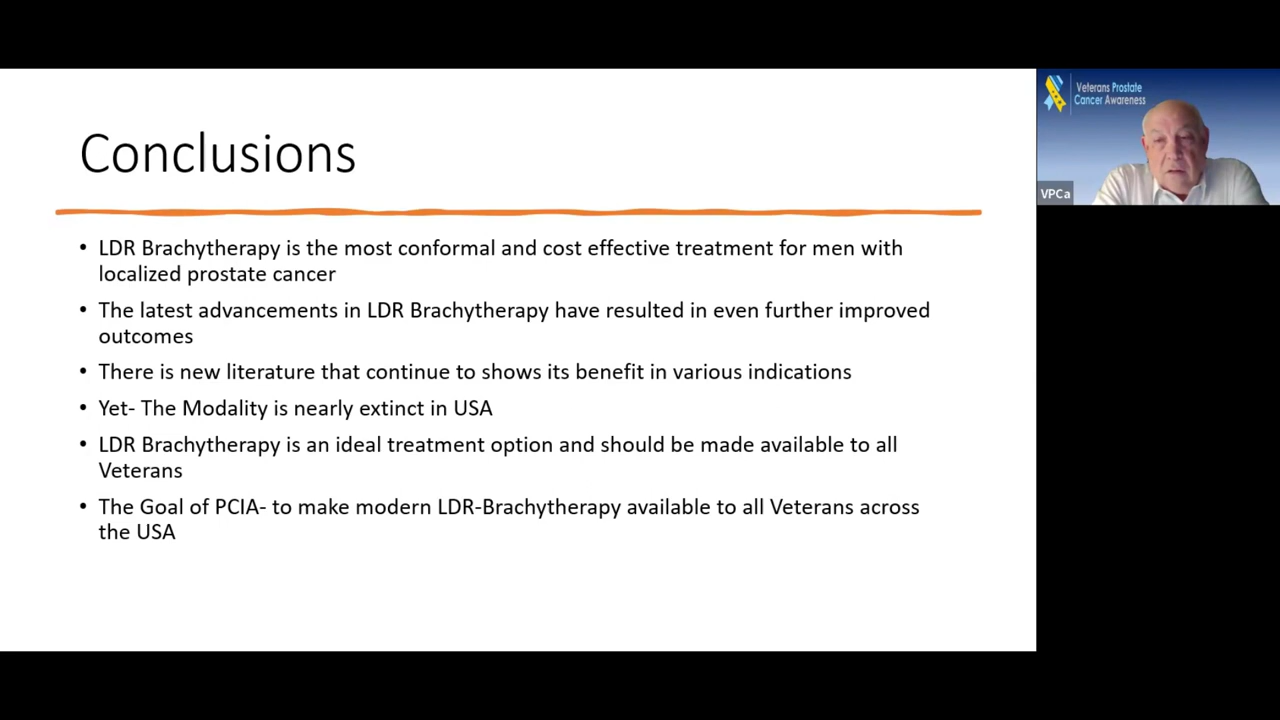 Conclusions
• LDR Brachytherapy is the most conformal and cost effective treatment for men with
localized prostate cancer
• The latest advancements in LDR Brachytherapy have resulted in even further improved
outcomes
• There is new literature that continue to shows its benefit in various indications
• Yet- The Modality is nearly extinct in USA
• LDR Brachytherapy is an ideal treatment option and should be made available to all
Veterans
• The Goal of PCIA- to make modern LDR-Brachytherapy available to all Veterans across
the USA
Veterans Prostate
Cancer Awareness
VPCa